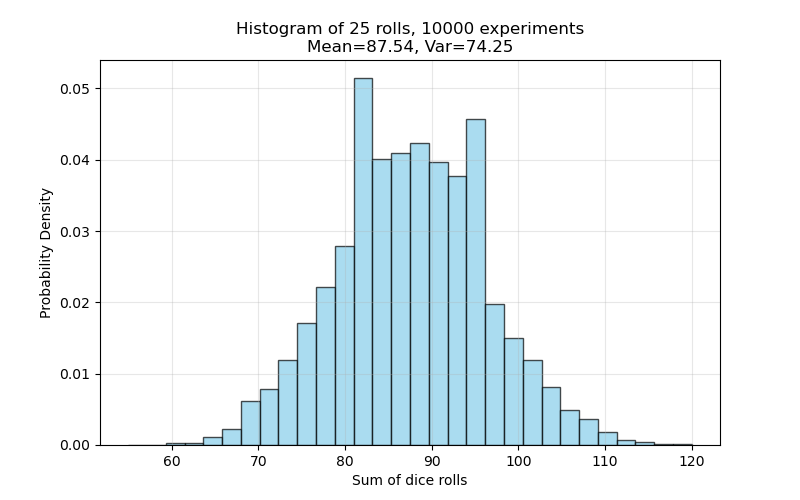 Histogram of 25 rolls, 10000 experiments
Mean=87.54, Var=74.25
Probability Density
0.05
0.04
0.03
0.02
0.01
0.00
60 70 80 90 100 110 120
Sum of dice rolls